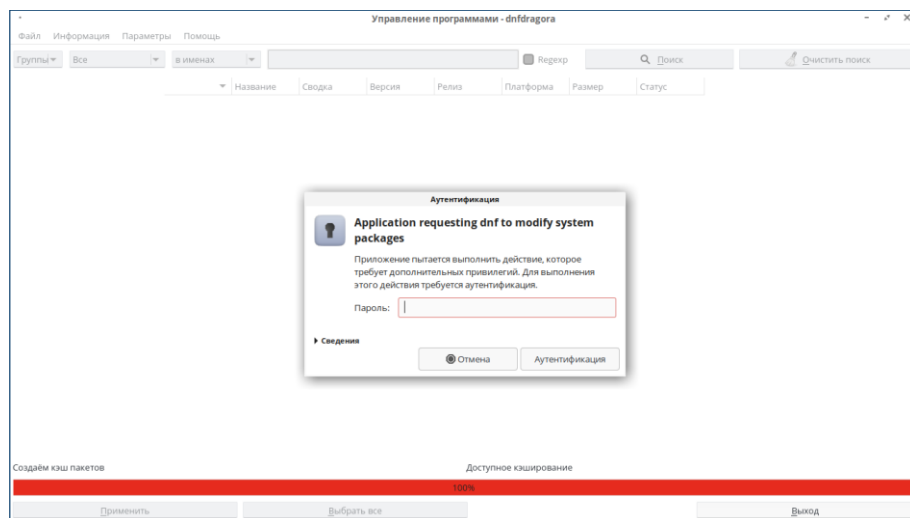 Управление программами - dnfdragora
Файл Информация Параметры Помощь
Группы Все в именах Regexp Поиск Очистить поиск
Название Сводка Версия Релиз Платформа Размер Статус
Аутентификация
Application requesting dnf to modify system
packages
Приложение пытается выполнить действие, которое
требует дополнительных привилегий. Для выполнения
этого действия требуется аутентификация.
Пароль:
Сведения
Отмена Аутентификация
Создаём кэш пакетов Доступное кэширование
100%
Применить Выбрать все Выход